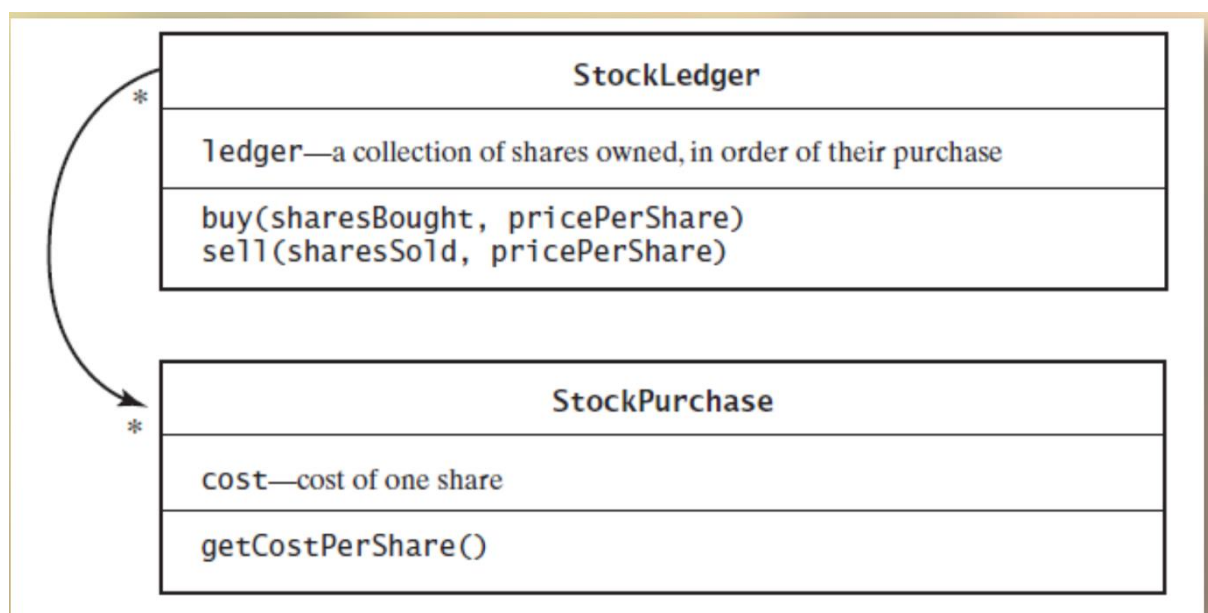 StockLedger
*
ledger—a collection of shares owned, in order of their purchase
buy(sharesBought, pricePerShare)
sell(sharesSold, pricePerShare)
StockPurchase
*
cost—cost of one share
getCostPerShare()